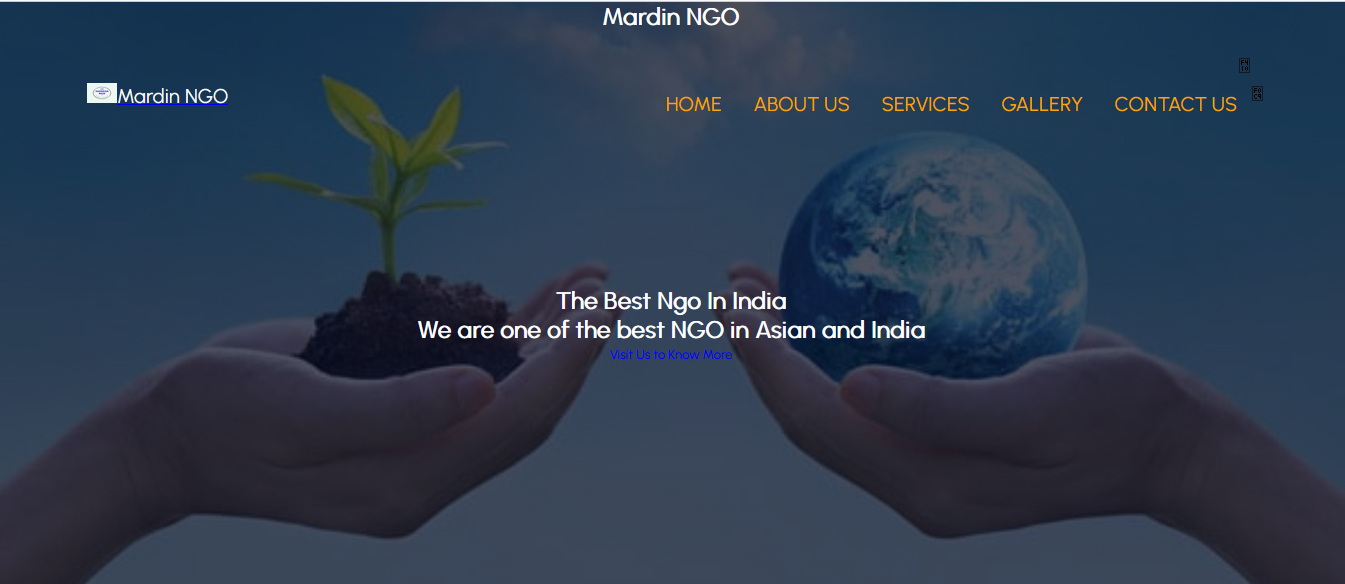 Mardin NGO
Mardin NGO
HOME ABOUT US SERVICES GALLERY CONTACT US
The Best Ngo In India
We are one of the best NGO in Asian and India
Visit Us to Know More